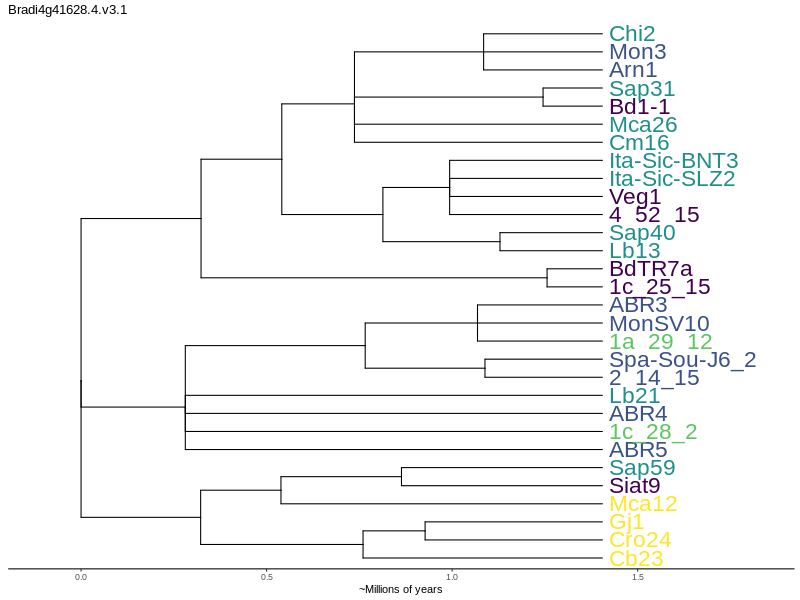 Bradi4g41628.4.v3.1
Chi2
Mon3
Arn1
Sap31
Bd1-1
Mca26
Cm16
Ita-Sic-BNT3
Ita-Sic-SLZ2
Veg1
4_52_15
Sap40
Lb13
BdTR7a
1c_25_15
ABR3
MonSV10
1a_29_12
Spa-Sou-J6_2
2_14_15
Lb21
ABR4
1c_28_2
ABR5
Sap59
Siat9
Mca12
Gj1
Cro24
Cb23
0.0 0.5 1.0 1.5
~Millions of years